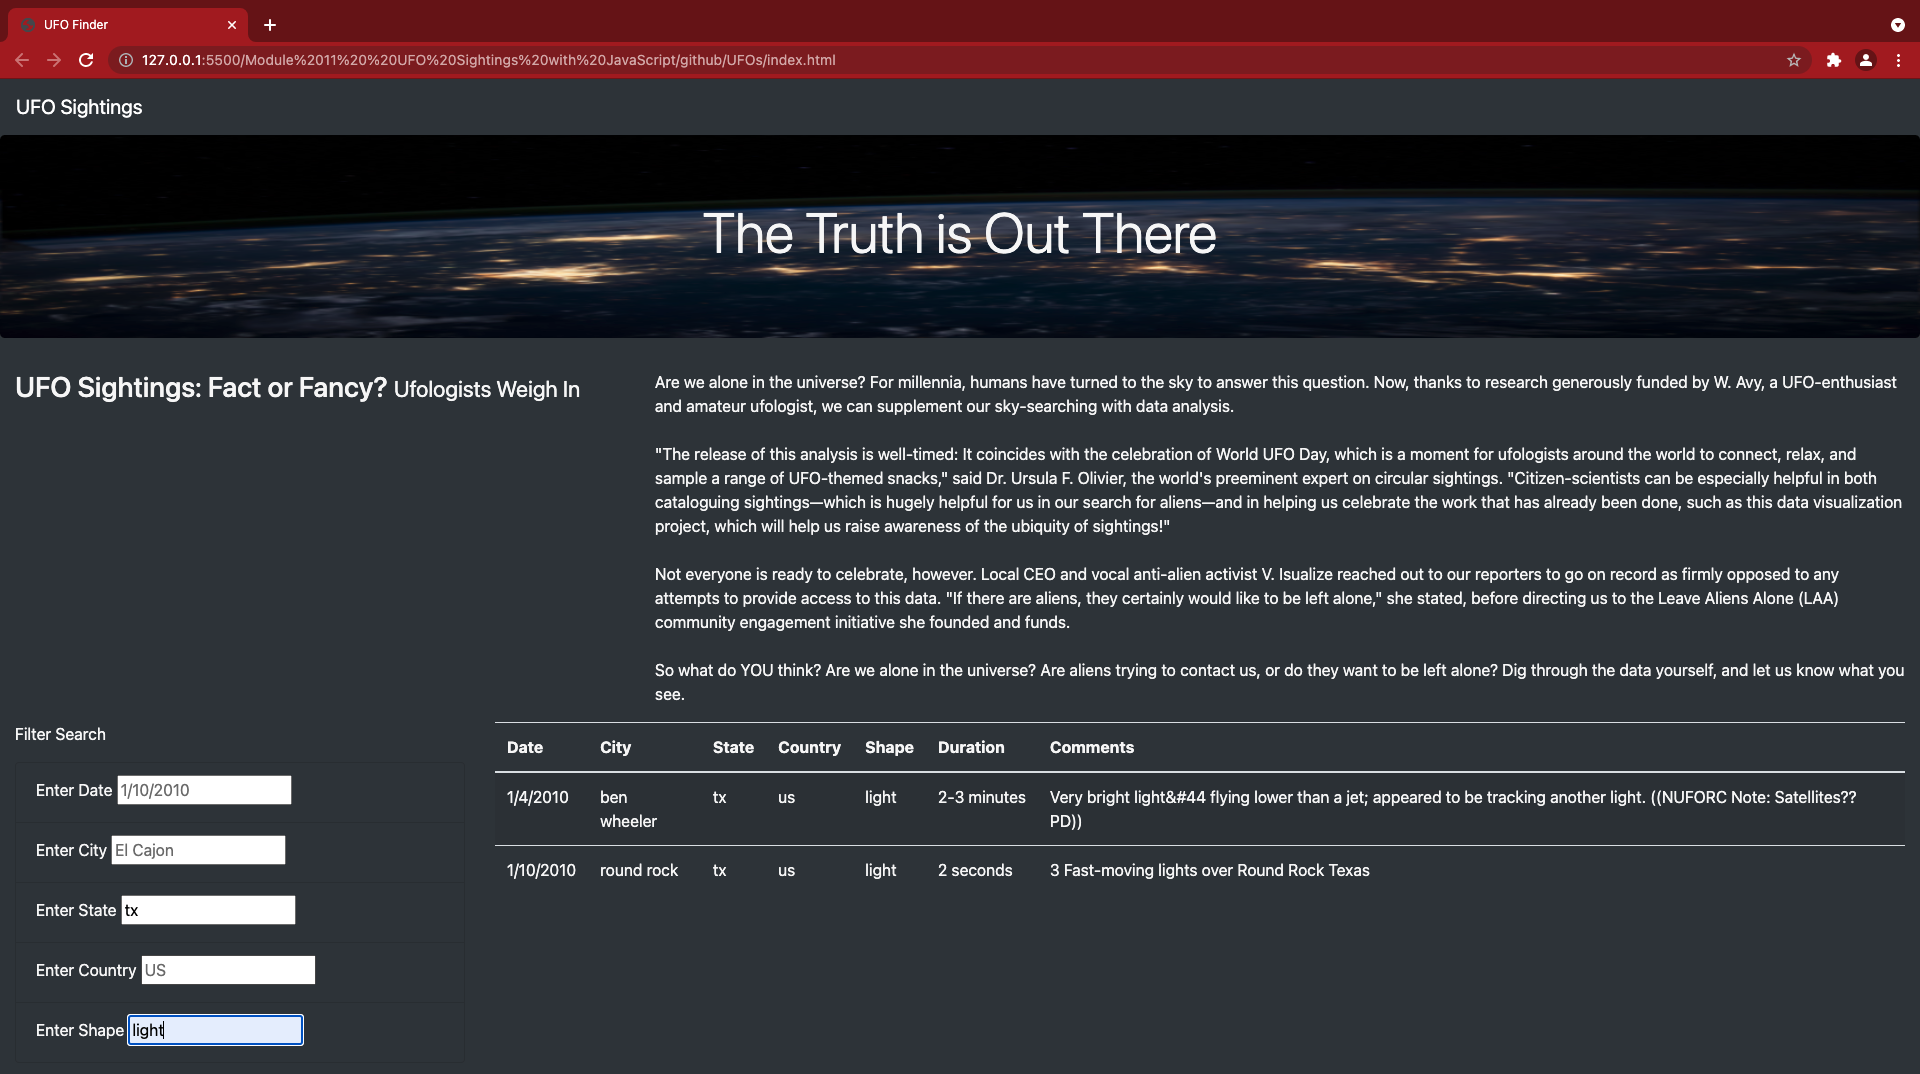 UFO Finder
127.0.0.1:5500/Module%2011%20%20UFO%20Sightings%20with%20JavaScript/github/UFOs/index.html
UFO Sightings
The Truth is Out There
UFO Sightings: Fact or Fancy? Ufologists Weigh In
Are we alone in the universe? For millennia, humans have turned to the sky to answer this question. Now, thanks to research generously funded by W. Avy, a UFO-enthusiast
and amateur ufologist, we can supplement our sky-searching with data analysis.
"The release of this analysis is well-timed: It coincides with the celebration of World UFO Day, which is a moment for ufologists around the world to connect, relax, and
sample a range of UFO-themed snacks," said Dr. Ursula F. Olivier, the world's preeminent expert on circular sightings. "Citizen-scientists can be especially helpful in both
cataloguing sightings—which is hugely helpful for us in our search for aliens—and in helping us celebrate the work that has already been done, such as this data visualization
project, which will help us raise awareness of the ubiquity of sightings!"
Not everyone is ready to celebrate, however. Local CEO and vocal anti-alien activist V. Isualize reached out to our reporters to go on record as firmly opposed to any
attempts to provide access to this data. "If there are aliens, they certainly would like to be left alone," she stated, before directing us to the Leave Aliens Alone (LAA)
community engagement initiative she founded and funds.
So what do YOU think? Are we alone in the universe? Are aliens trying to contact us, or do they want to be left alone? Dig through the data yourself, and let us know what you
see.
Filter Search
Enter Date 1/10/2010
Enter City El Cajon
Enter State tx
Enter Country US
Enter Shape light
Date City State Country Shape Duration Comments
1/4/2010 ben tx us light 2-3 minutes Very bright light&#44 flying lower than a jet; appeared to be tracking another light. ((NUFORC Note: Satellites??
wheeler PD))
1/10/2010 round rock tx us light 2 seconds 3 Fast-moving lights over Round Rock Texas